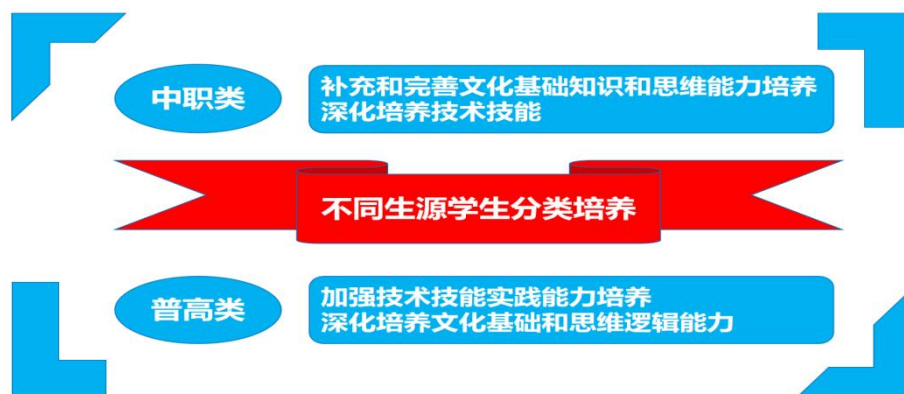 中职类
补充和完善文化基础知识和思维能力培养
深化培养技术技能
不同生源学生分类培养
普高类
加强技术技能实践能力培养
深化培养文化基础和思维逻辑能力